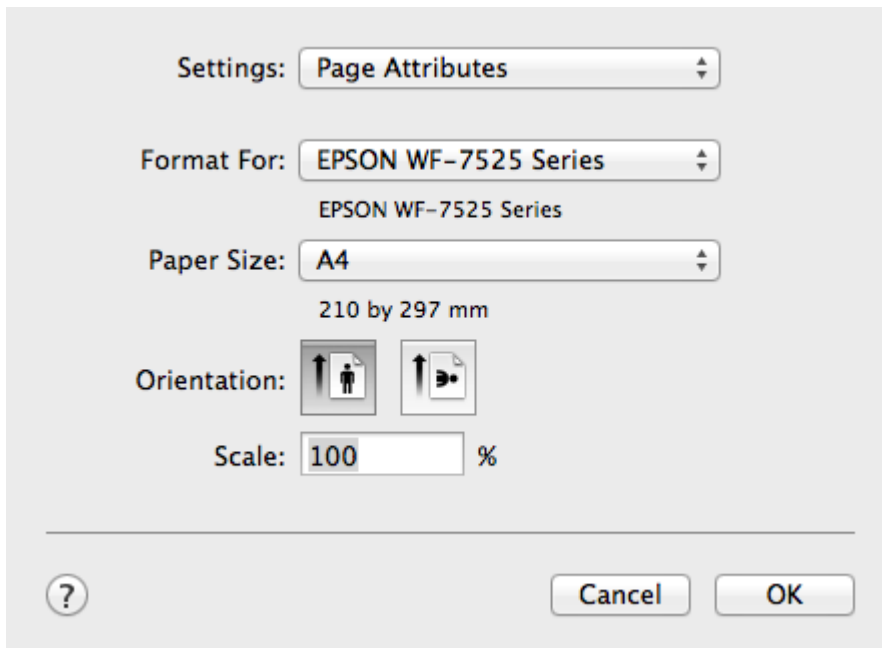 Settings: Page Attributes
Format For: EPSON WF-7525 Series
EPSON WF-7525 Series
Paper Size: A4
210 by 297 mm
Orientation:
Scale: 100 %
? Cancel OK